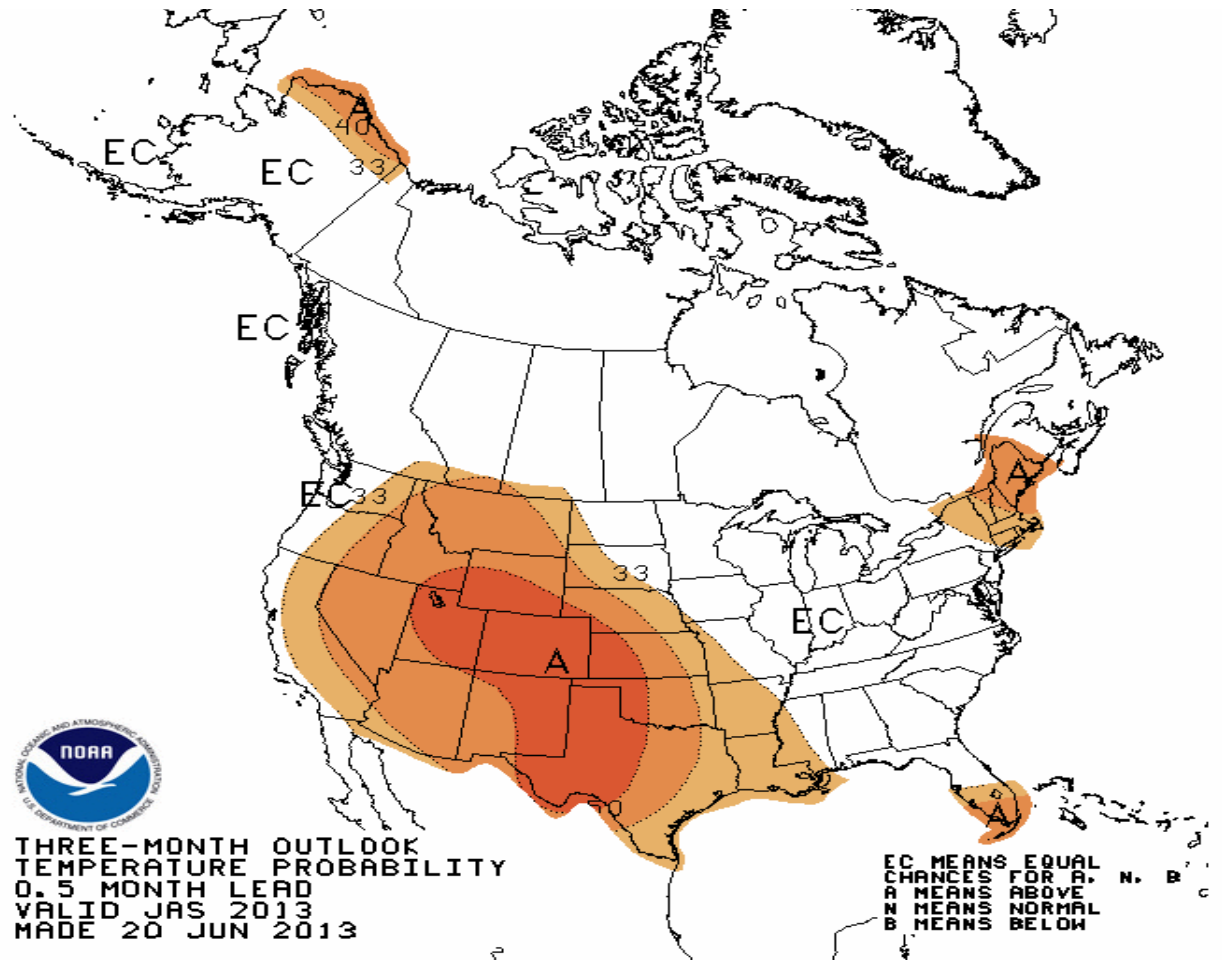 A
40
33
EC
EC
EC
EC
33
A
33
EC
A
50
A
NATIONAL OCEANIC AND ATMOSPHERIC ADMINISTRATION
NOAA
U.S. DEPARTMENT OF COMMERCE
THREE-MONTH OUTLOOK
TEMPERATURE PROBABILITY
0.5 MONTH LEAD
VALID JAS 2013
MADE 20 JUN 2013
EC MEANS EQUAL
CHANCES FOR A, N, B
A MEANS ABOVE
N MEANS NORMAL
B MEANS BELOW